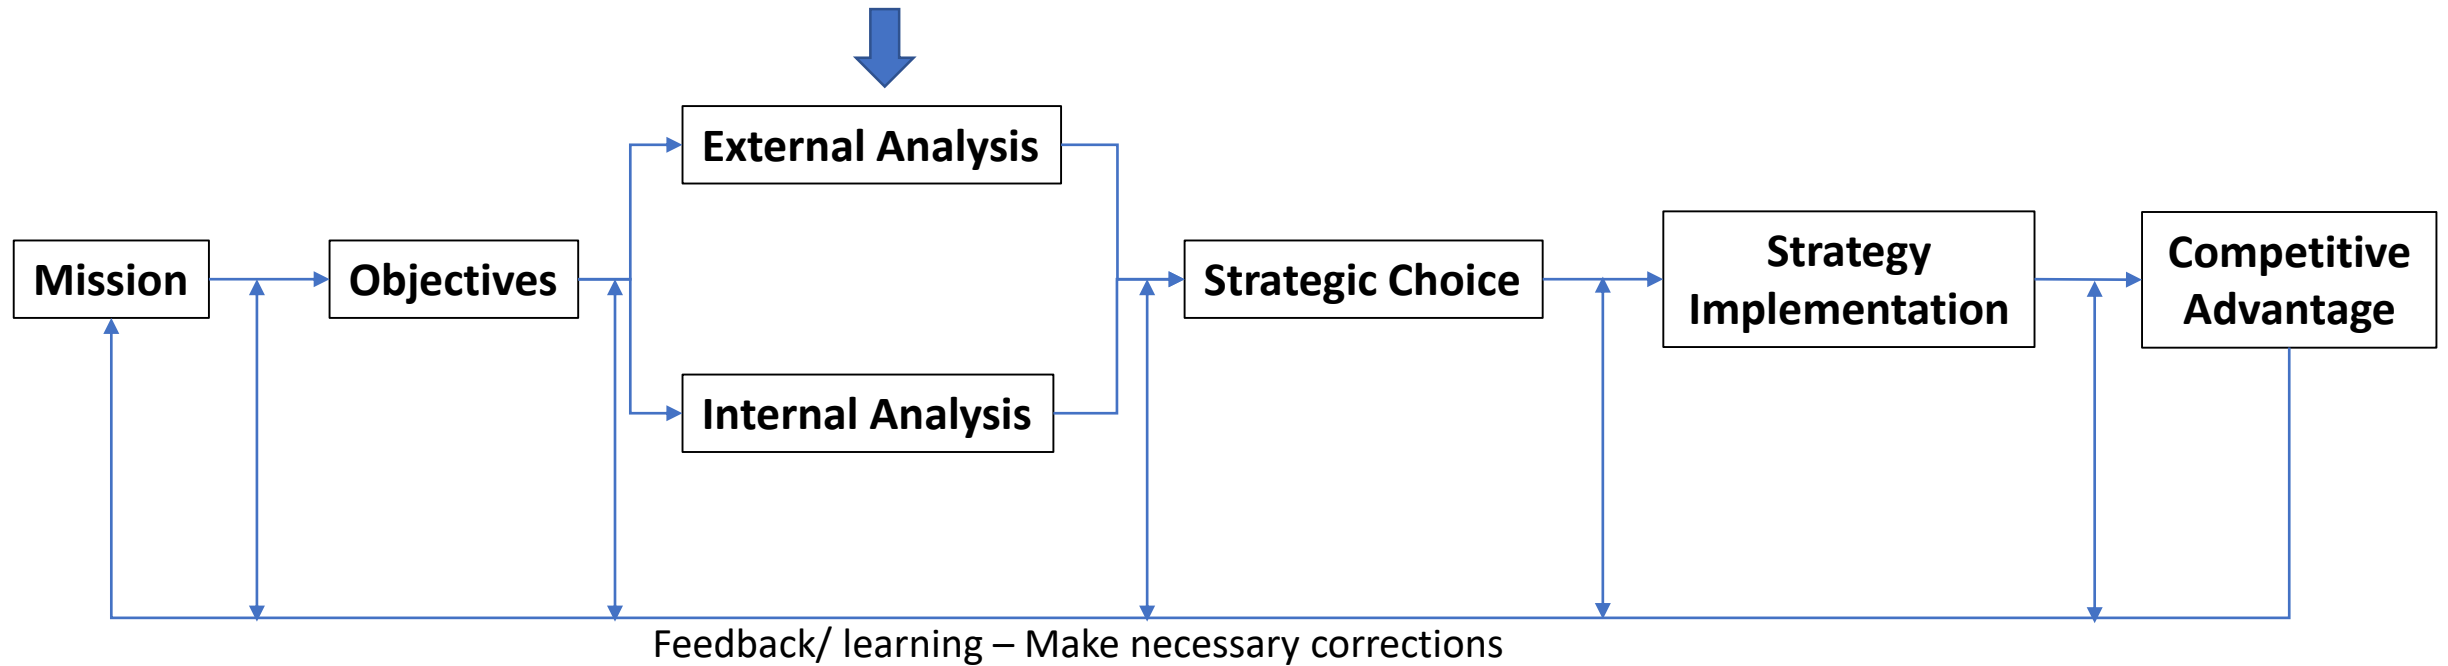 External Analysis
Mission
Objectives
Strategic Choice
Strategy
Implementation
Competitive
Advantage
Internal Analysis
Feedback/ learning – Make necessary corrections